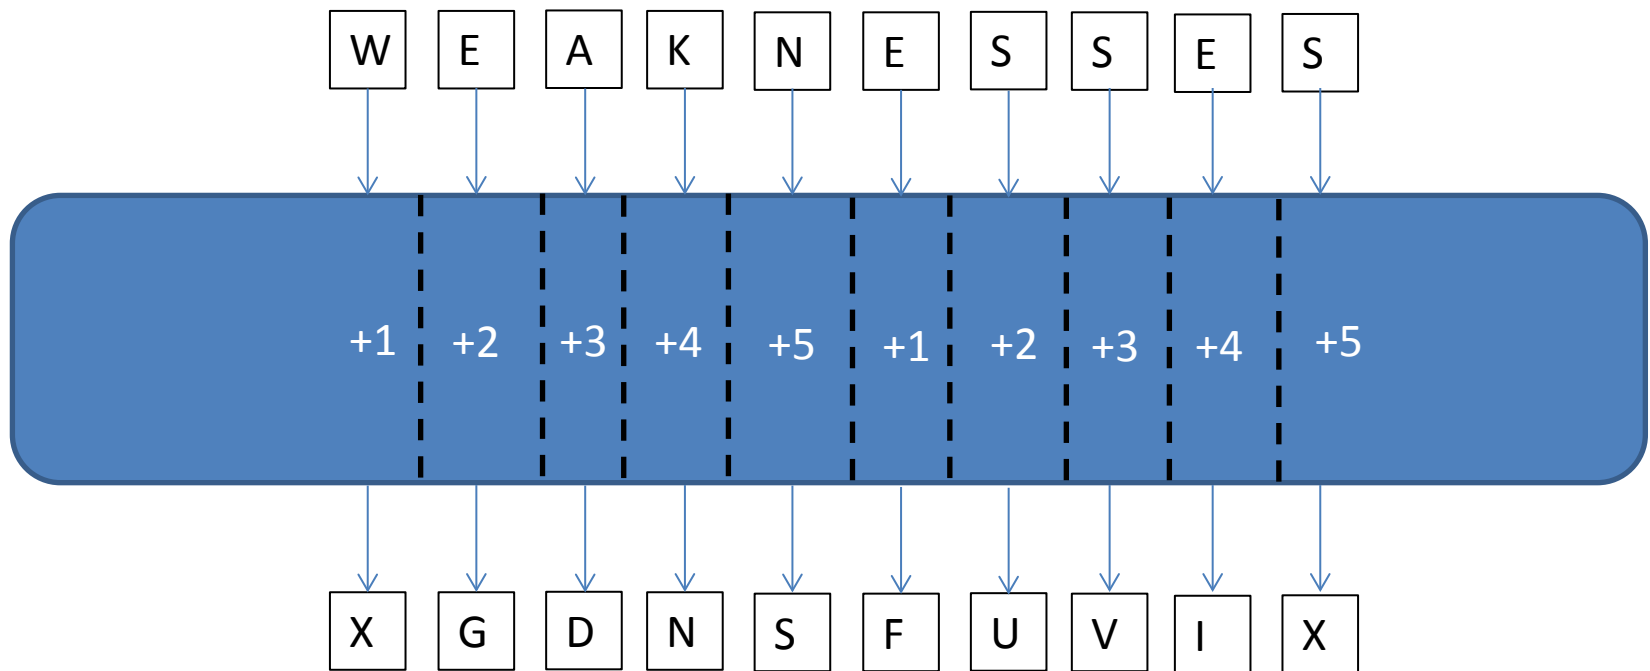 W E A K N E S S E S
+1 +2 +3 +4 +5 +1 +2 +3 +4 +5
X G D N S F U V I X